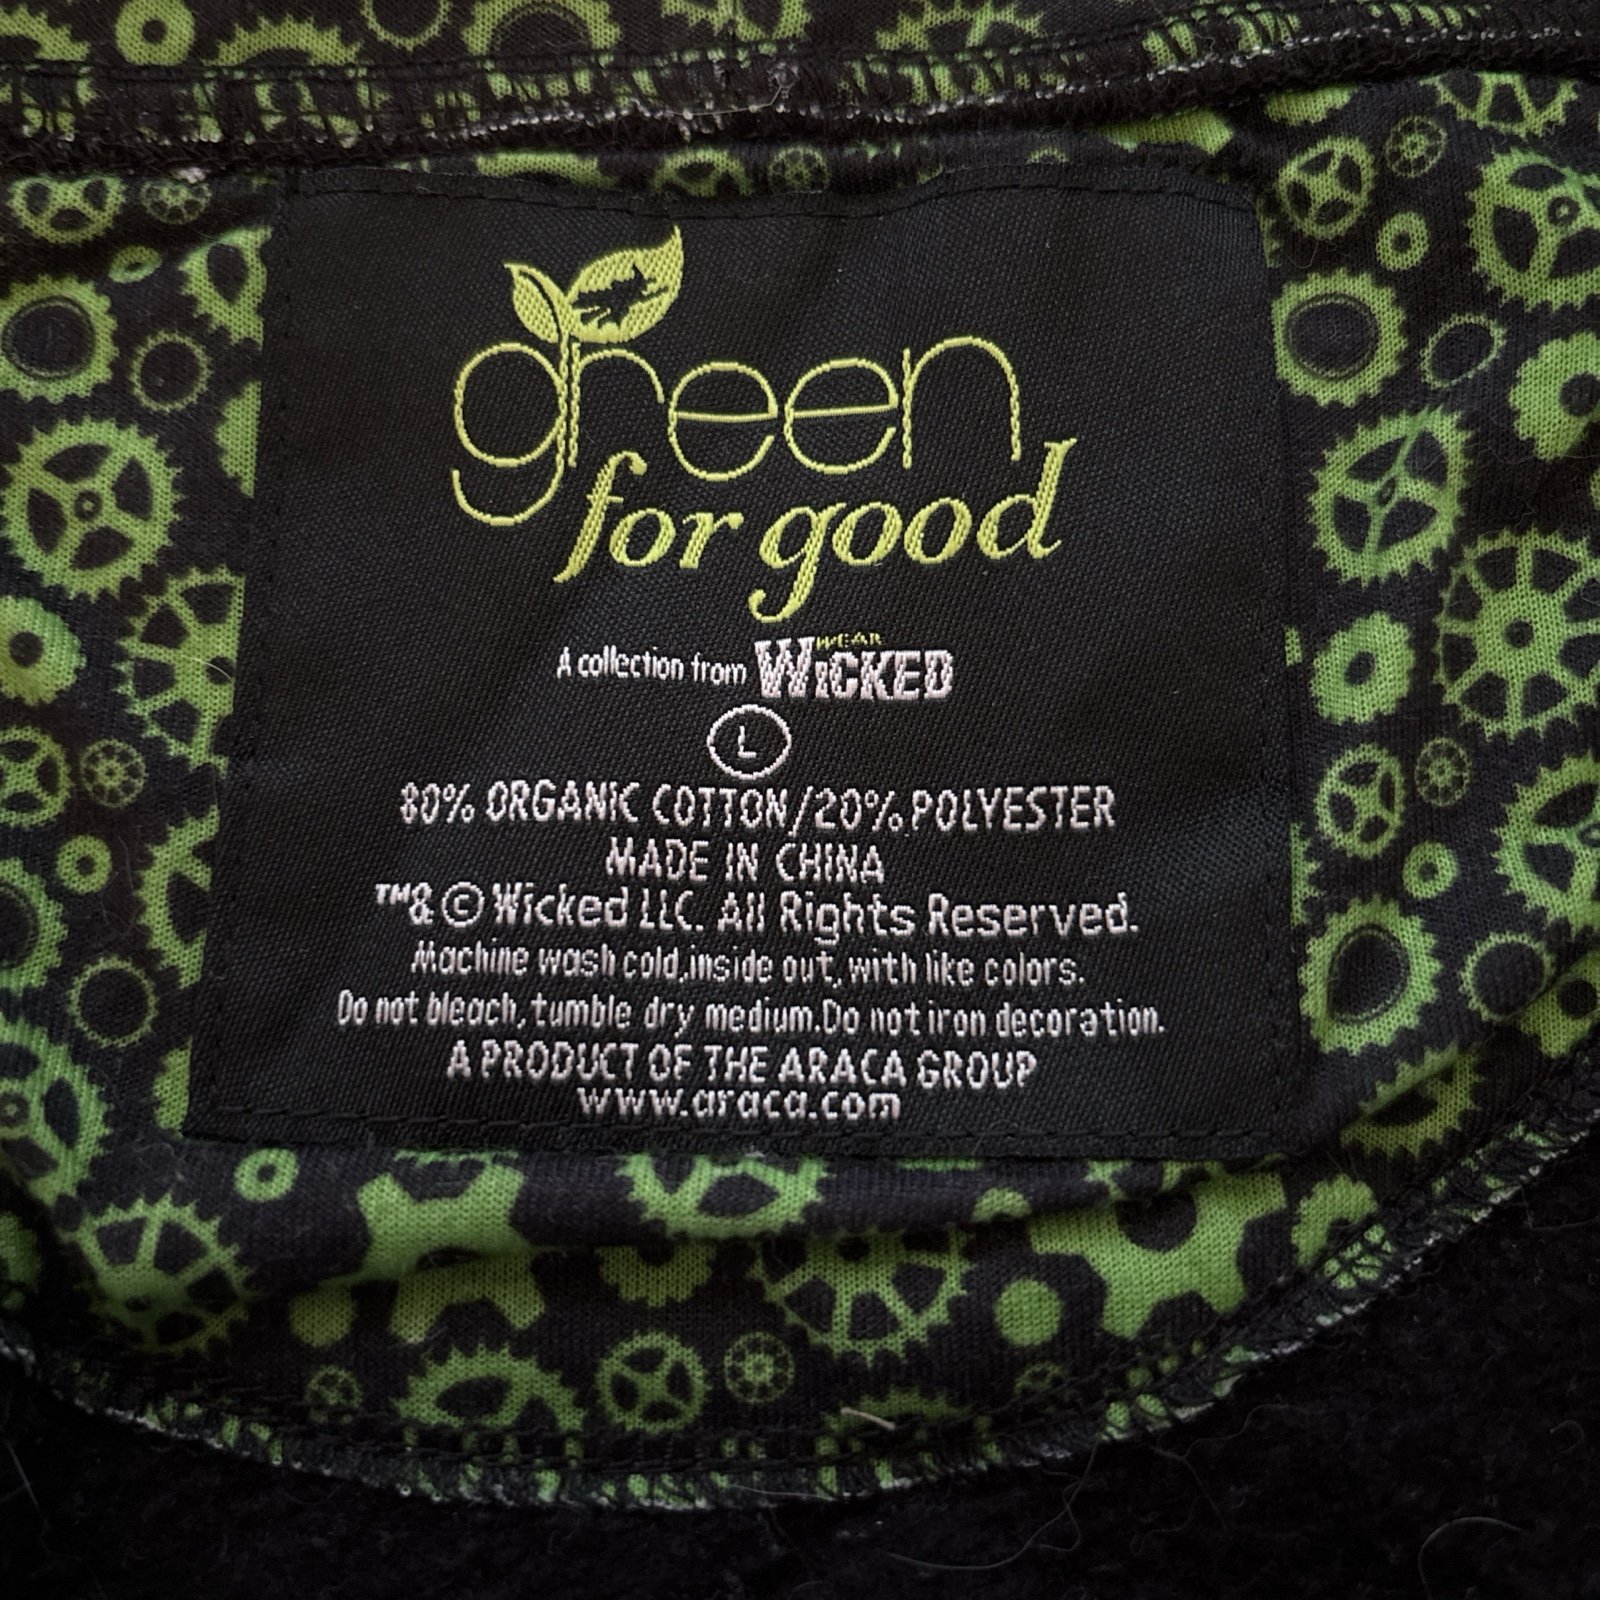 green
for good
A collection from WEAR WICKED
L
80% ORGANIC COTTON/20% POLYESTER
MADE IN CHINA
™& © Wicked LLC. All Rights Reserved.
Machine wash cold,inside out, with like colors.
Do not bleach,tumble dry medium.Do not iron decoration.
A PRODUCT OF THE ARACA GROUP
www.araca.com